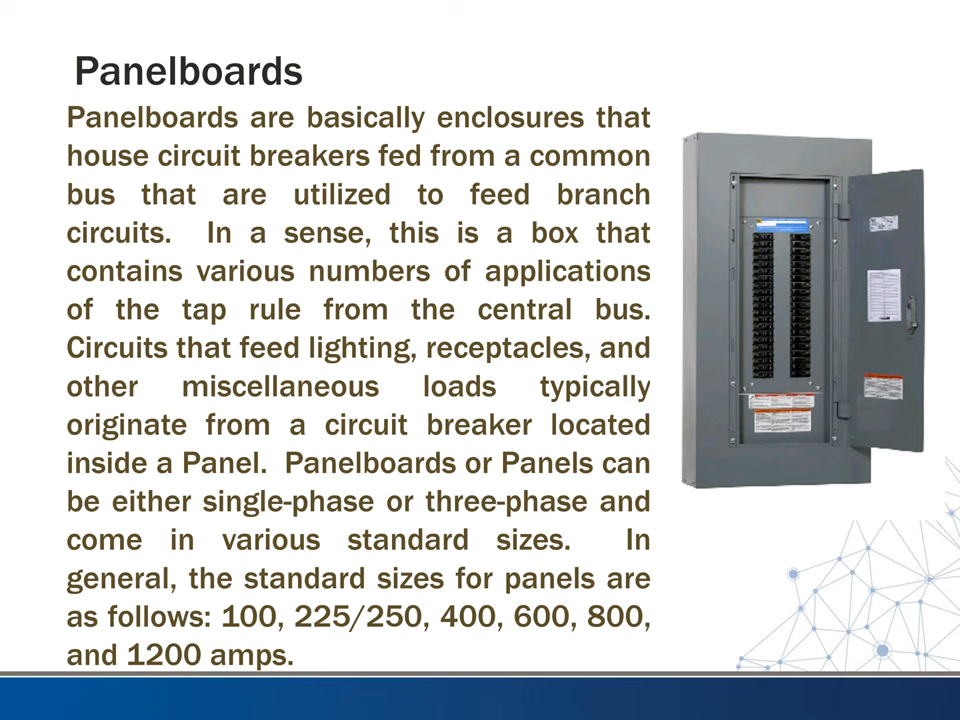 Panelboards
Panelboards are basically enclosures that
house circuit breakers fed from a common
bus that are utilized to feed branch
circuits. In a sense, this is a box that
contains various numbers of applications
of the tap rule from the central bus.
Circuits that feed lighting, receptacles, and
other miscellaneous loads typically
originate from a circuit breaker located
inside a Panel. Panelboards or Panels can
be either single-phase or three-phase and
come in various standard sizes. In
general, the standard sizes for panels are
as follows: 100, 225/250, 400, 600, 800,
and 1200 amps.